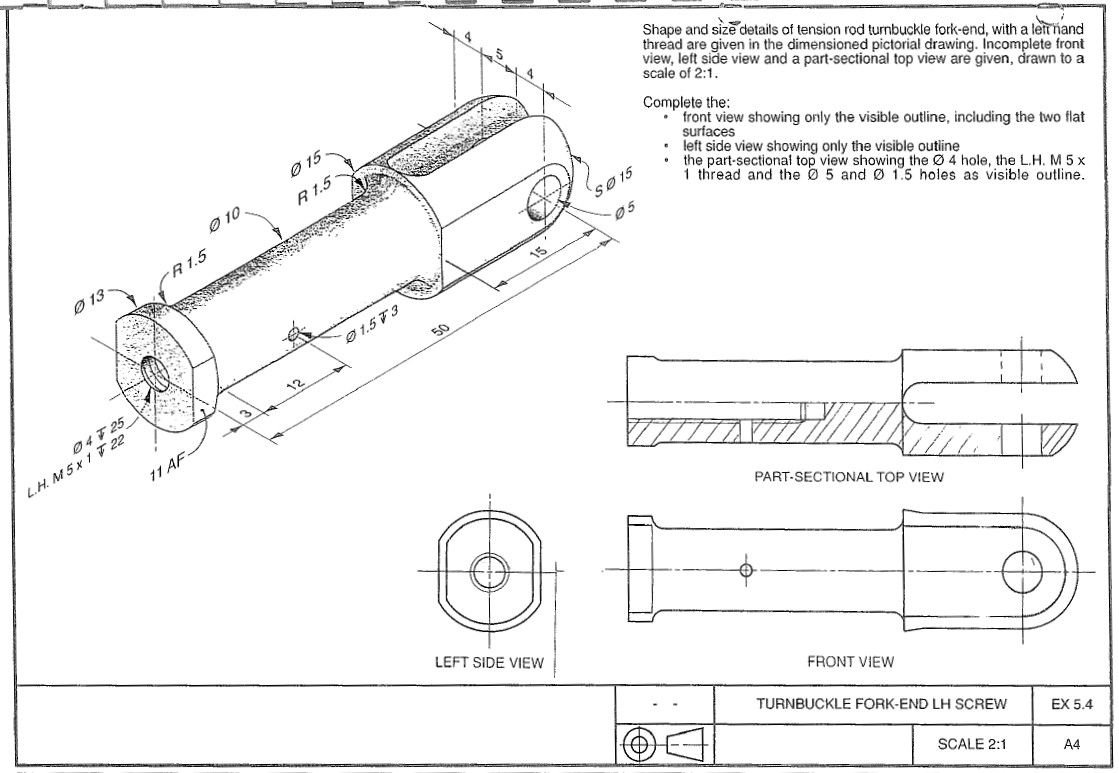 Shape and size details of tension rod turnbuckle fork-end, with a left hand
thread are given in the dimensioned pictorial drawing. Incomplete front
view, left side view and a part-sectional top view are given, drawn to a
scale of 2:1.
Complete the:
• front view showing only the visible outline, including the two flat
surfaces
• left side view showing only the visible outline
• the part-sectional top view showing the Ø 4 hole, the L.H. M 5 x
1 thread and the Ø 5 and Ø 1.5 holes as visible outline.
4
5
4
Ø 15
R 1.5
S Ø 15
Ø 5
Ø 10
R 1.5
Ø 13
15
50
Ø 1.5 ↧ 3
12
3
Ø 4 ↧ 25
L.H. M 5 x 1 ↧ 22
11 AF
PART-SECTIONAL TOP VIEW
LEFT SIDE VIEW
FRONT VIEW
- -
TURNBUCKLE FORK-END LH SCREW
EX 5.4
SCALE 2:1
A4